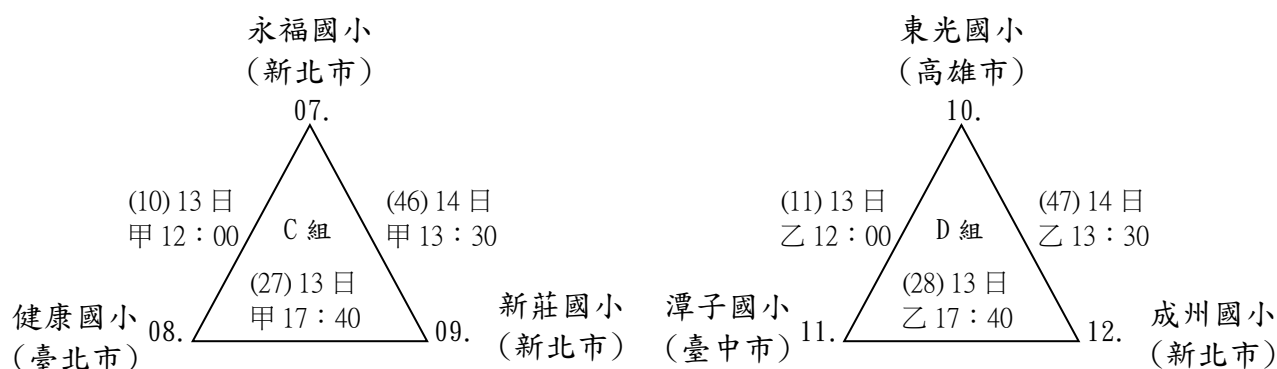 永福國小
(新北市)
07.
(10) 13 日
甲 12：00
(46) 14 日
甲 13：30
C 組
(27) 13 日
甲 17：40
健康國小
(臺北市)
08.
09.
新莊國小
(新北市)
東光國小
(高雄市)
10.
(11) 13 日
乙 12：00
(47) 14 日
乙 13：30
D 組
(28) 13 日
乙 17：40
潭子國小
(臺中市)
11.
12.
成州國小
(新北市)